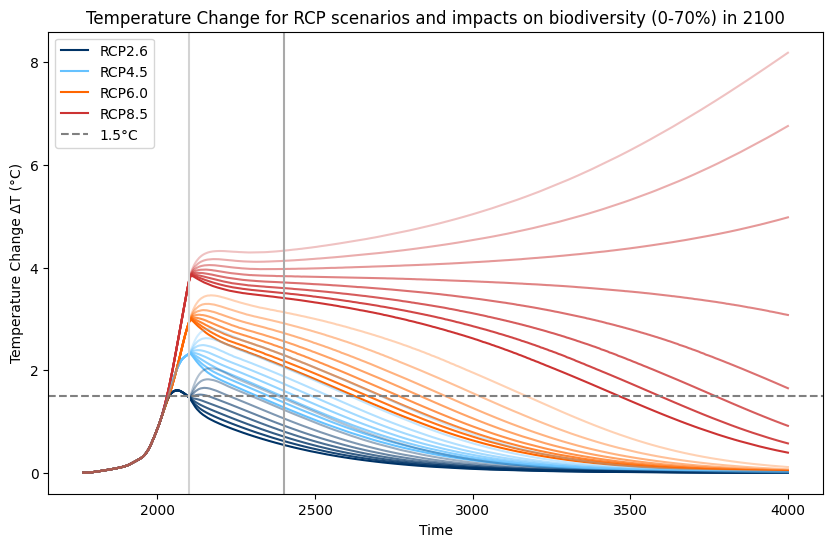 Temperature Change for RCP scenarios and impacts on biodiversity (0-70%) in 2100
RCP2.6
RCP4.5
RCP6.0
RCP8.5
1.5°C
Temperature Change ΔT (°C)
8
6
4
2
0
2000
2500
3000
3500
4000
Time